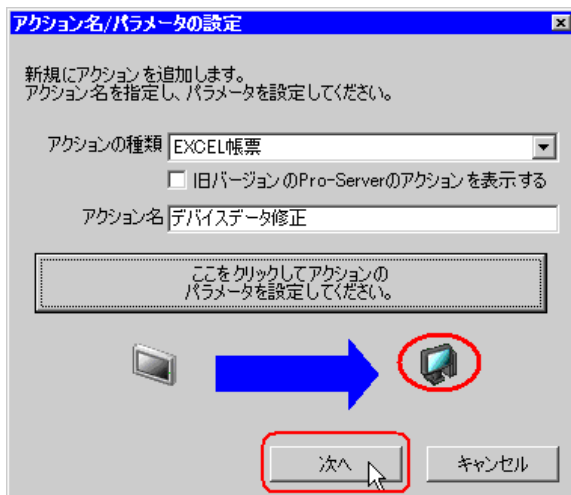 アクション名/パラメータの設定
新規にアクションを追加します。
アクション名を指定し、パラメータを設定してください。
アクションの種類 EXCEL帳票
旧バージョンのPro-Serverのアクションを表示する
アクション名 デバイスデータ修正
ここをクリックしてアクションの
パラメータを設定してください。
次へ キャンセル